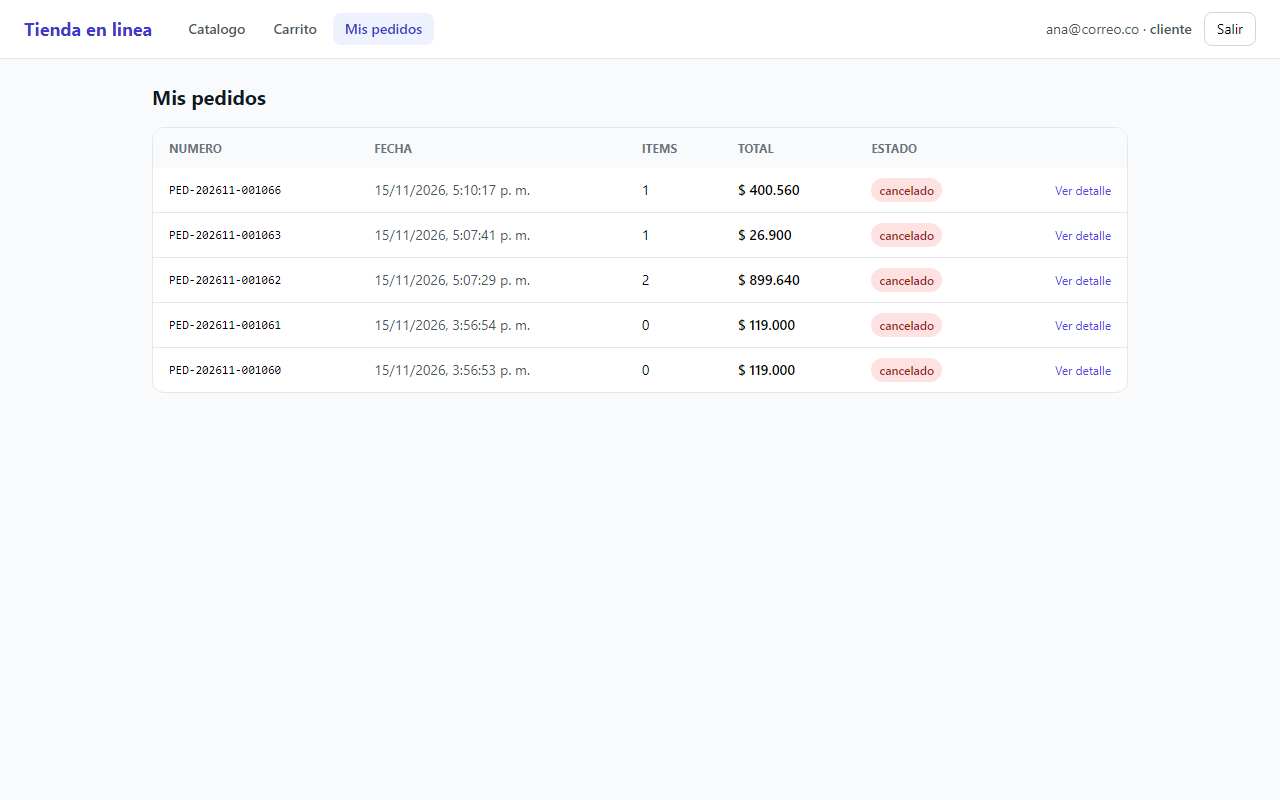 Tienda en linea Catalogo Carrito Mis pedidos ana@correo.co · cliente Salir
Mis pedidos
NUMERO FECHA ITEMS TOTAL ESTADO
PED-202611-001066 15/11/2026, 5:10:17 p. m. 1 $ 400.560 cancelado Ver detalle
PED-202611-001063 15/11/2026, 5:07:41 p. m. 1 $ 26.900 cancelado Ver detalle
PED-202611-001062 15/11/2026, 5:07:29 p. m. 2 $ 899.640 cancelado Ver detalle
PED-202611-001061 15/11/2026, 3:56:54 p. m. 0 $ 119.000 cancelado Ver detalle
PED-202611-001060 15/11/2026, 3:56:53 p. m. 0 $ 119.000 cancelado Ver detalle